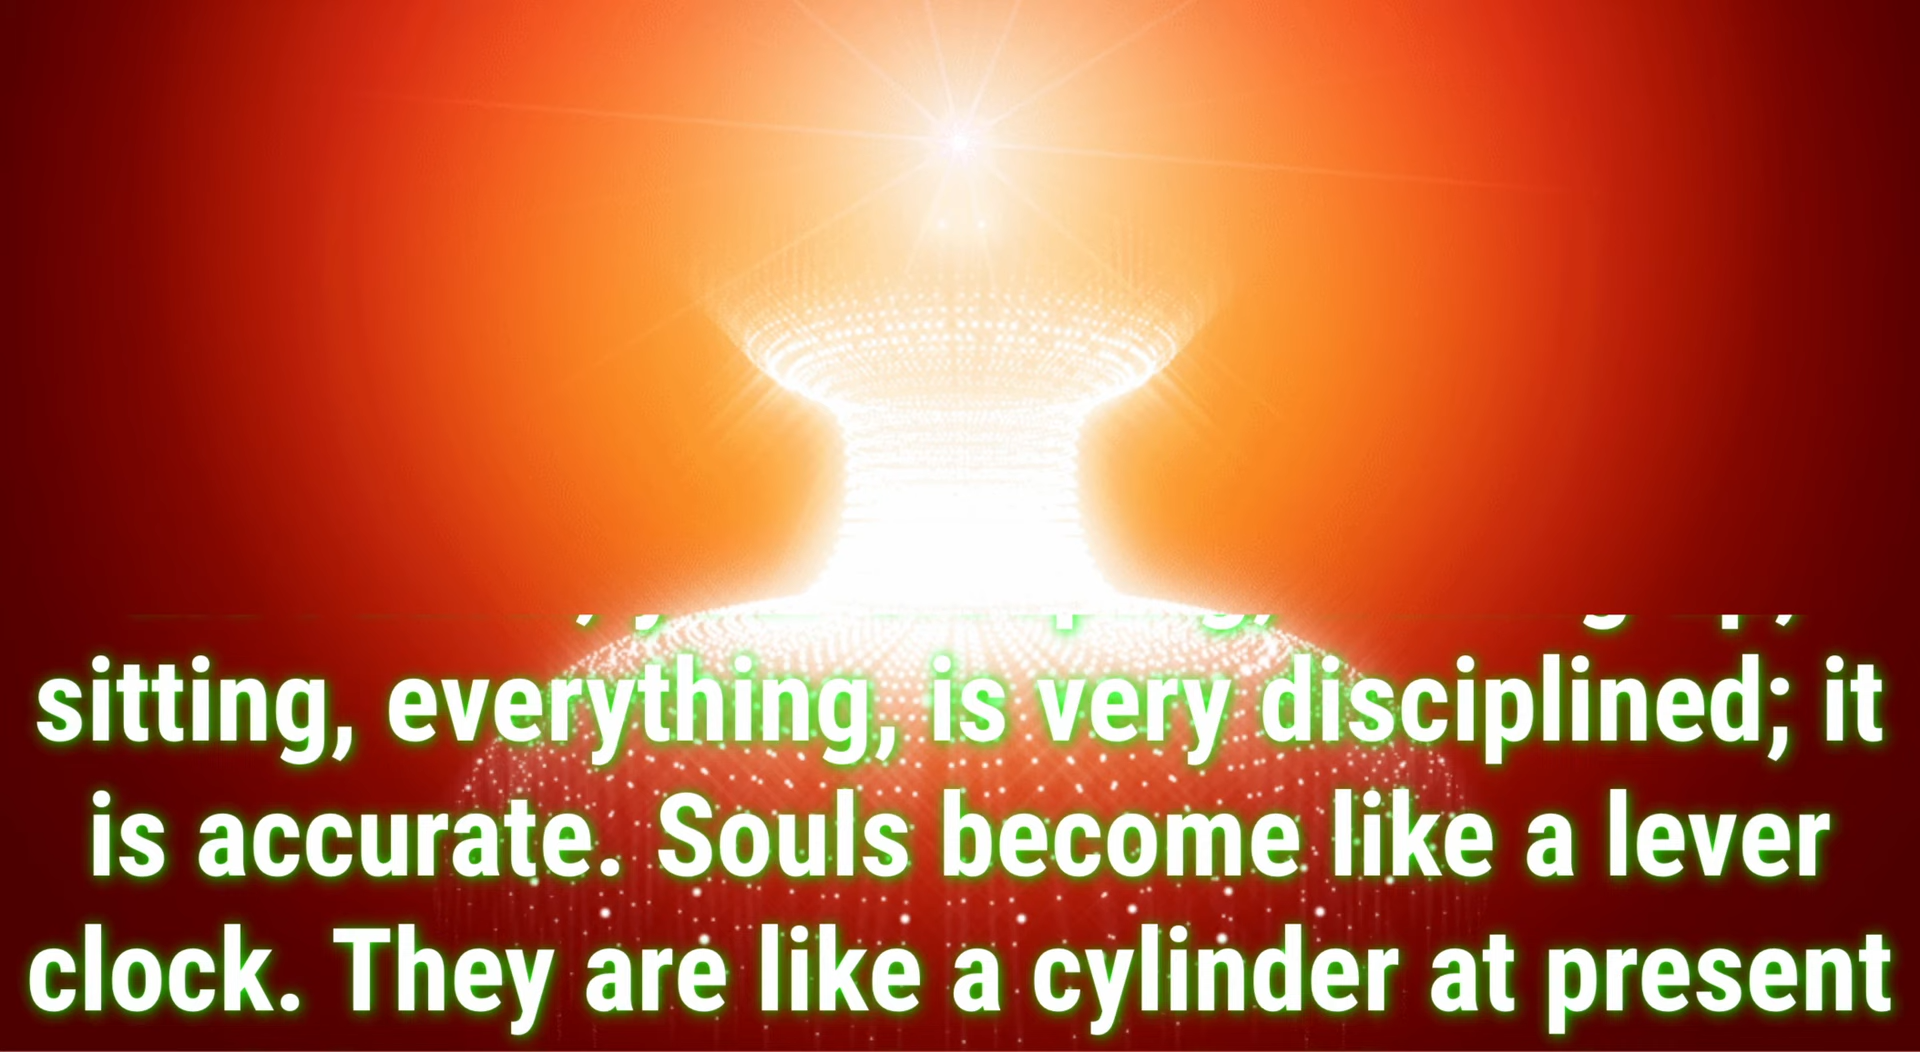 sitting, everything, is very disciplined; it
is accurate. Souls become like a lever
clock. They are like a cylinder at present